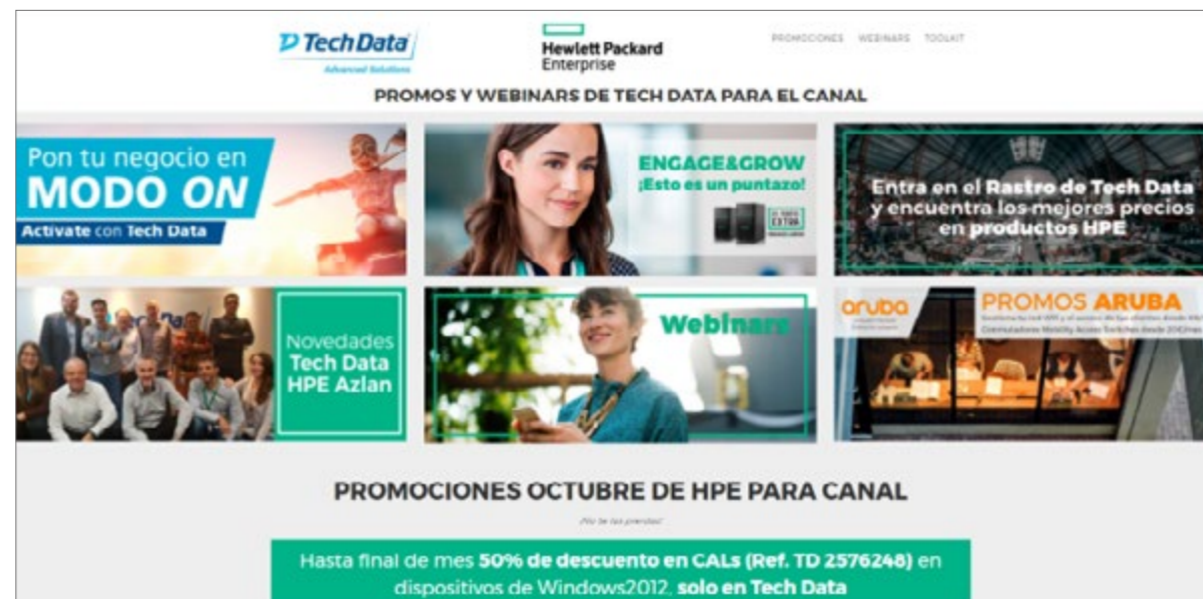 Tech Data
Advanced Solutions
Hewlett Packard
Enterprise
PROMOCIONES WEBINARS TOOLKIT
PROMOS Y WEBINARS DE TECH DATA PARA EL CANAL
Pon tu negocio en
MODO ON
Actívate con Tech Data
ENGAGE&GROW
¡Esto es un puntazo!
EXTRA
Entra en el Rastro de Tech Data
y encuentra los mejores precios
en productos HPE
Novedades
Tech Data
HPE Azlan
Webinars
aruba
PROMOS ARUBA
PROMOCIONES OCTUBRE DE HPE PARA CANAL
¡No te las pierdas!
Hasta final de mes 50% de descuento en CALs (Ref. TD 2576248) en
dispositivos de Windows2012, solo en Tech Data